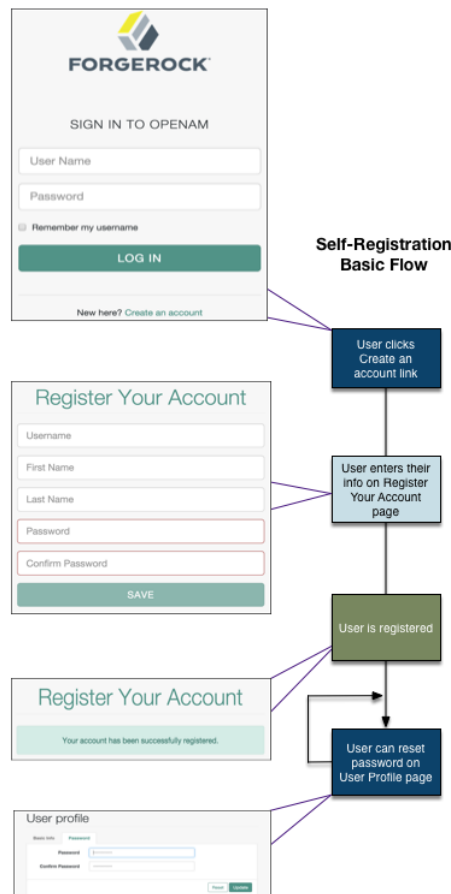 FORGEROCK
SIGN IN TO OPENAM
User Name
Password
Remember my username
LOG IN
New here? Create an account
Self-Registration
Basic Flow
User clicks
Create an
account link
Register Your Account
Username
First Name
Last Name
Password
Confirm Password
SAVE
User enters their
info on Register
Your Account
page
User is registered
Register Your Account
Your account has been successfully registered.
User can reset
password on
User Profile page
User profile
Basic Info Password
Password
Confirm Password
Reset Update